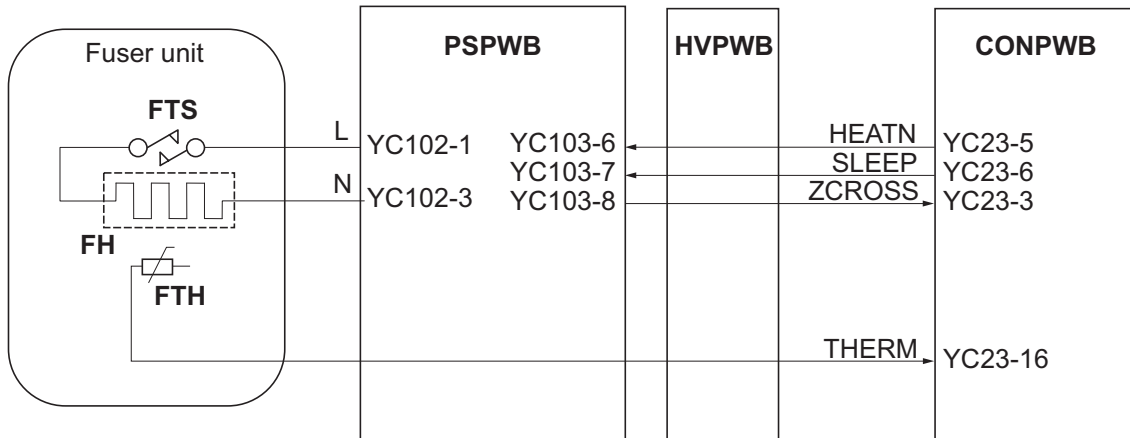 Fuser unit
PSPWB
HVPWB
CONPWB
FTS
L
YC102-1
YC103-6
HEATN
YC23-5
YC103-7
SLEEP
YC23-6
N
YC102-3
YC103-8
ZCROSS
YC23-3
FH
FTH
THERM
YC23-16